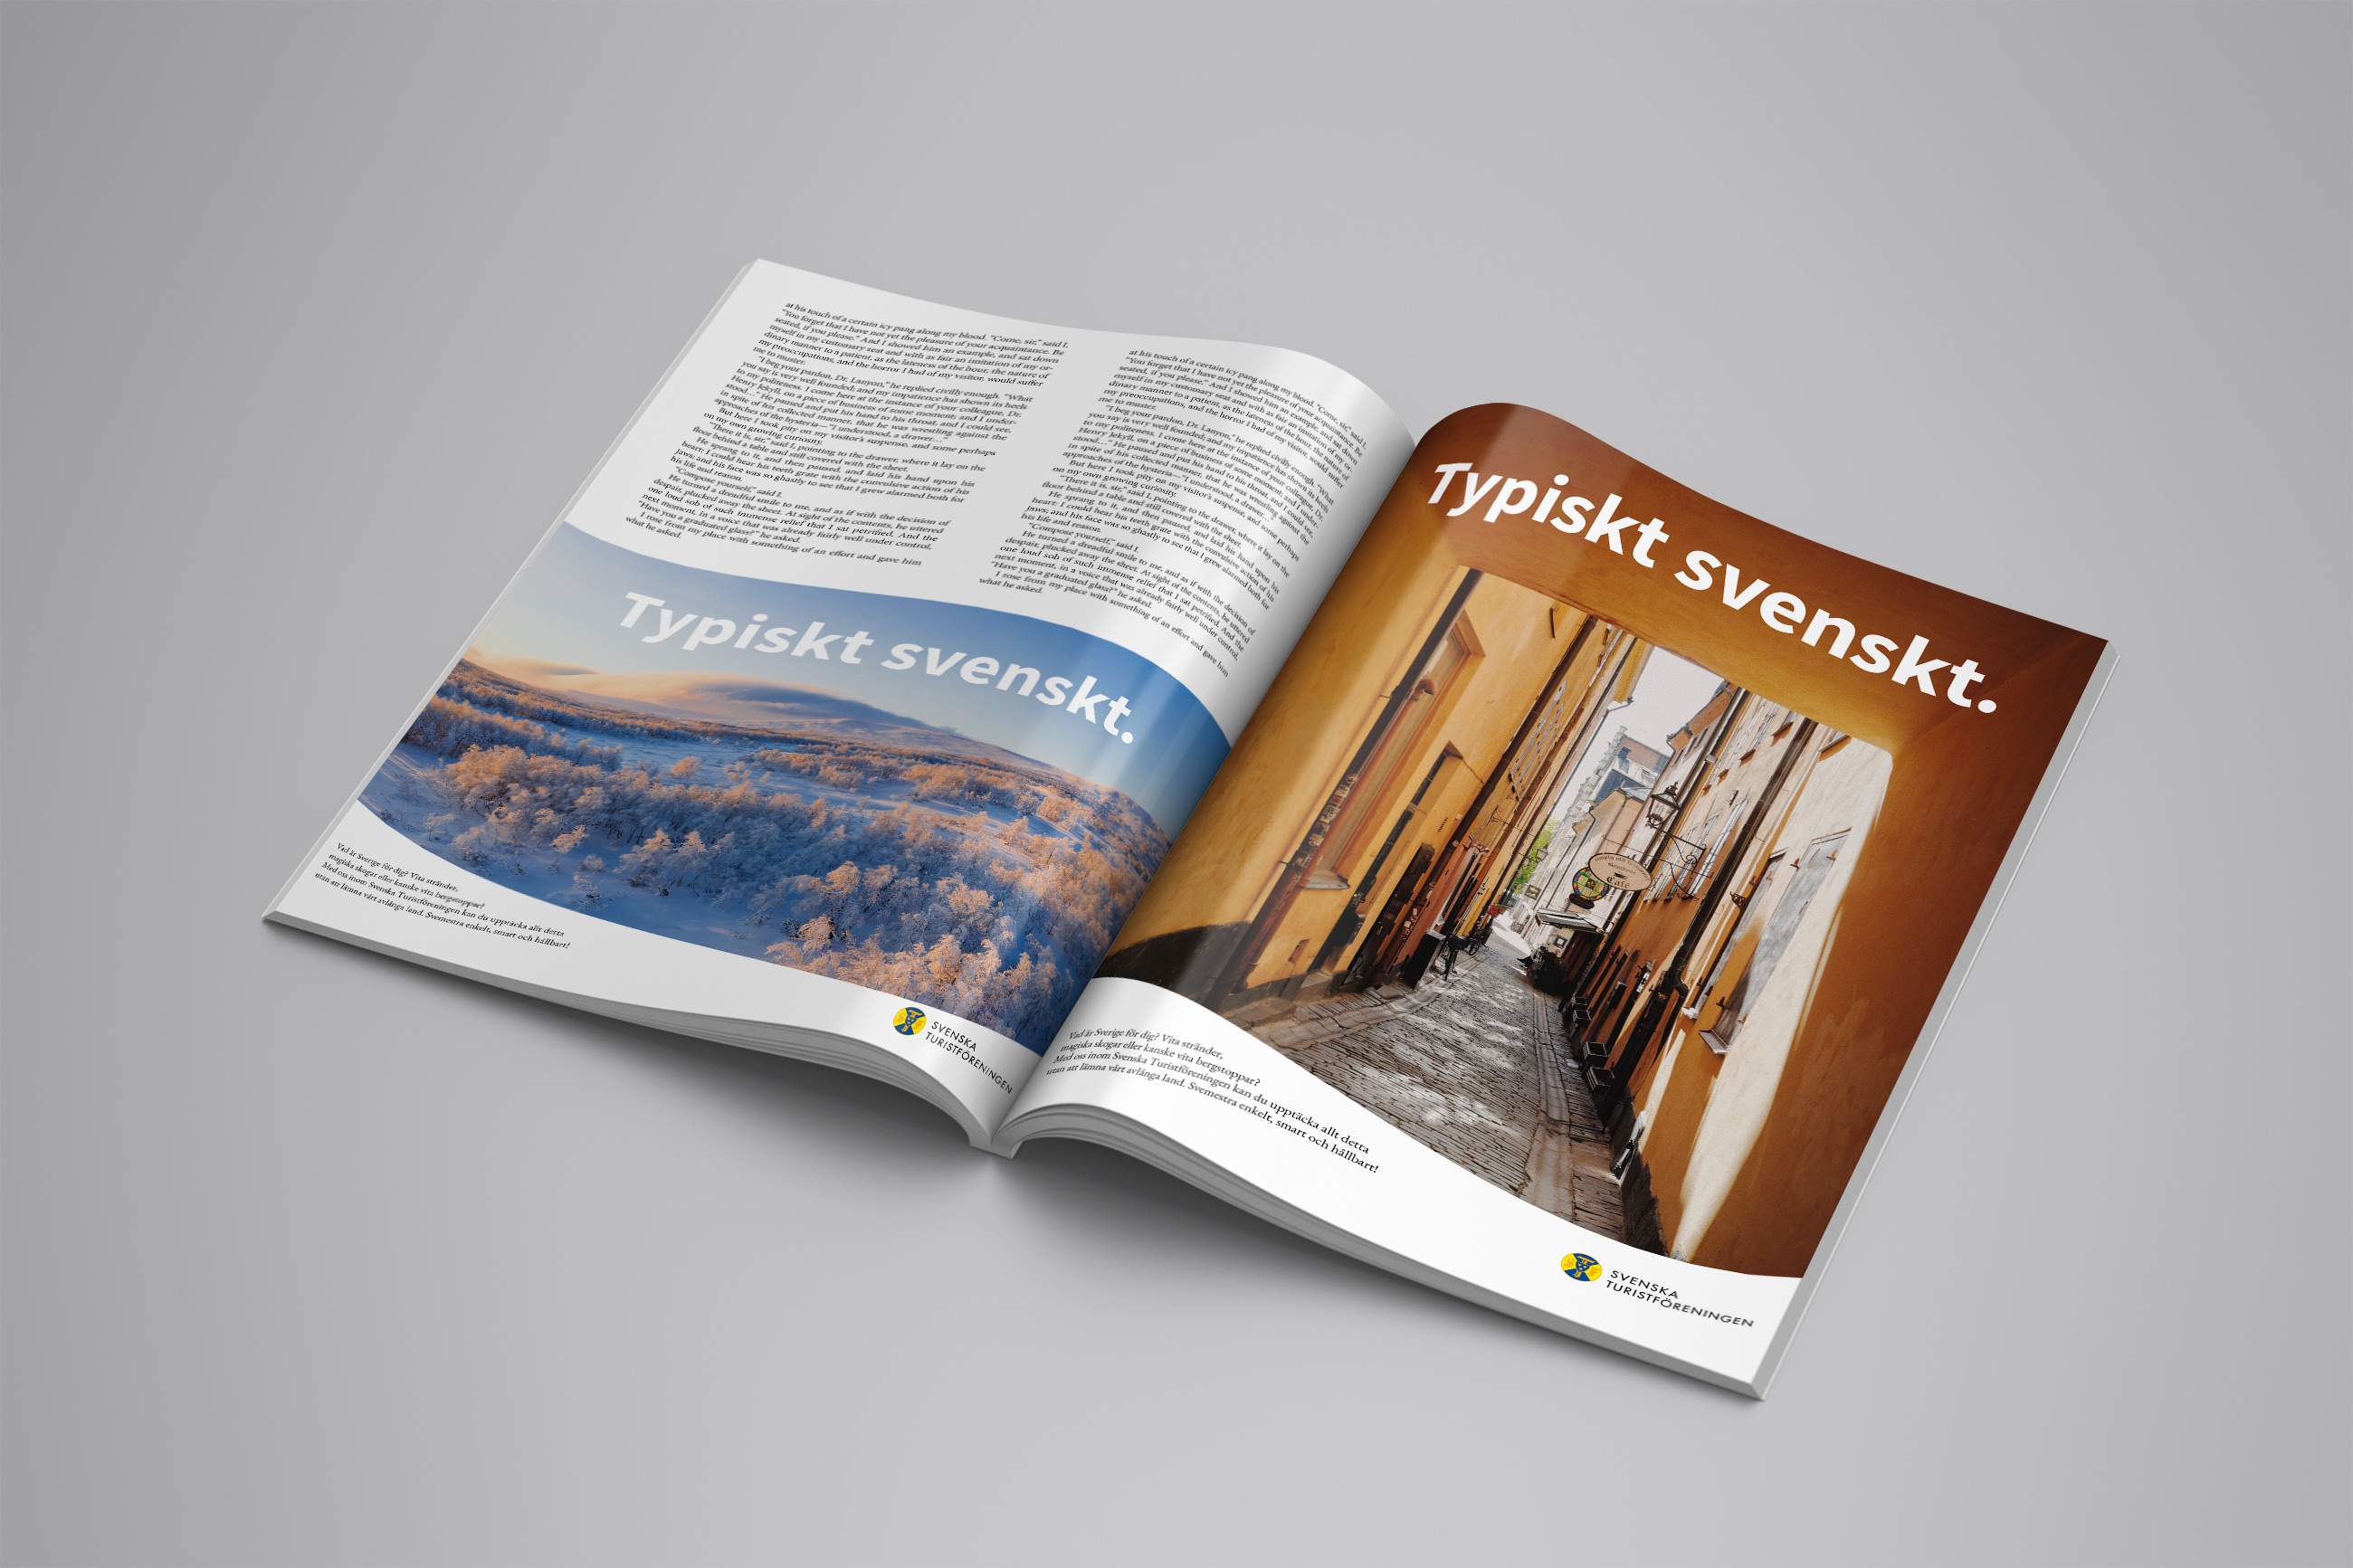 at his touch of a certain icy pang along my blood. “Come, sir,” said I.
“You forget that I have not yet the pleasure of your acquaintance. Be
seated, if you please.” And I showed him an example, and sat down
myself in my customary seat and with as fair an imitation of my or-
dinary manner to a patient, as the lateness of the hour, the nature of
my preoccupations, and the horror I had of my visitor, would suffer
me to muster.
“I beg your pardon, Dr. Lanyon,” he replied civilly enough. “What
you say is very well founded; and my impatience has shown its heels
to my politeness. I come here at the instance of your colleague, Dr.
Henry Jekyll, on a piece of business of some moment; and I under-
stood…” He paused and put his hand to his throat, and I could see,
in spite of his collected manner, that he was wrestling against the
approaches of the hysteria—“I understood, a drawer…”
But here I took pity on my visitor’s suspense, and some perhaps
on my own growing curiosity.
“There it is, sir,” said I, pointing to the drawer, where it lay on the
floor behind a table and still covered with the sheet.
He sprang to it, and then paused, and laid his hand upon his
heart: I could hear his teeth grate with the convulsive action of his
jaws; and his face was so ghastly to see that I grew alarmed both for
his life and reason.
“Compose yourself,” said I.
He turned a dreadful smile to me, and as if with the decision of
despair, plucked away the sheet. At sight of the contents, he uttered
one loud sob of such immense relief that I sat petrified. And the
next moment, in a voice that was already fairly well under control,
“Have you a graduated glass?” he asked.
I rose from my place with something of an effort and gave him
what he asked.
asked.
at his touch of a certain icy pang along my blood. “Come, sir,” said I.
“You forget that I have not yet the pleasure of your acquaintance. Be
seated, if you please.” And I showed him an example, and sat down
myself in my customary seat and with as fair an imitation of my or-
dinary manner to a patient, as the lateness of the hour, the nature of
my preoccupations, and the horror I had of my visitor, would suffer
me to muster.
“I beg your pardon, Dr. Lanyon,” he replied civilly enough. “What
you say is very well founded; and my impatience has shown its heels
to my politeness. I come here at the instance of your colleague, Dr.
Henry Jekyll, on a piece of business of some moment; and I under-
stood…” He paused and put his hand to his throat, and I could see,
in spite of his collected manner, that he was wrestling against the
approaches of the hysteria—“I understood, a drawer…”
But here I took pity on my visitor’s suspense, and some perhaps
on my own growing curiosity.
“There it is, sir,” said I, pointing to the drawer, where it lay on the
floor behind a table and still covered with the sheet.
He sprang to it, and then paused, and laid his hand upon his
heart: I could hear his teeth grate with the convulsive action of his
jaws; and his face was so ghastly to see that I grew alarmed both for
his life and reason.
“Compose yourself,” said I.
He turned a dreadful smile to me, and as if with the decision of
despair, plucked away the sheet. At sight of the contents, he uttered
one loud sob of such immense relief that I sat petrified. And the
next moment, in a voice that was already fairly well under control,
“Have you a graduated glass?” he asked.
I rose from my place with something of an effort and gave him
what he asked.
Typiskt svenskt.
Vad är Sverige för dig? Vita stränder,
magiska skogar eller kanske vita bergstoppar?
Med oss inom Svenska Turistföreningen kan du upptäcka allt detta
utan att lämna vårt avlånga land. Svemestra enkelt, smart och hållbart!
SVENSKA
TURISTFÖRENINGEN
Typiskt svenskt.
Café
Vad är Sverige för dig? Vita stränder,
magiska skogar eller kanske vita bergstoppar?
Med oss inom Svenska Turistföreningen kan du upptäcka allt detta
utan att lämna vårt avlånga land. Svemestra enkelt, smart och hållbart!
SVENSKA
TURISTFÖRENINGEN